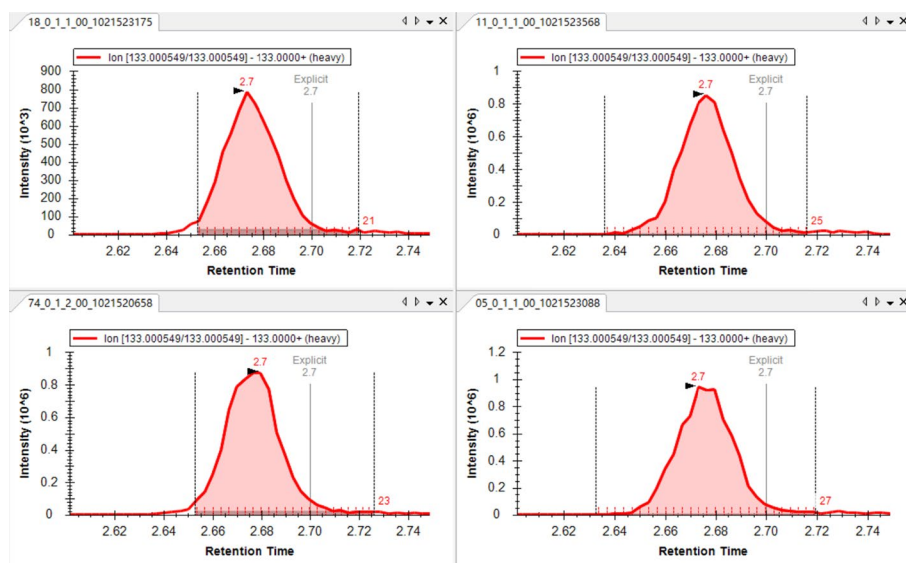 18_0_1_1_00_1021523175
Ion [133.000549/133.000549] - 133.0000+ (heavy)
Intensity (10^3)
900
800
700
600
500
400
300
200
100
0
2.7
Explicit
2.7
21
2.62 2.64 2.66 2.68 2.70 2.72 2.74
Retention Time
11_0_1_1_00_1021523568
Ion [133.000549/133.000549] - 133.0000+ (heavy)
Intensity (10^6)
1
0.8
0.6
0.4
0.2
0
2.7
Explicit
2.7
25
2.62 2.64 2.66 2.68 2.70 2.72 2.74
Retention Time
74_0_1_2_00_1021520658
Ion [133.000549/133.000549] - 133.0000+ (heavy)
Intensity (10^6)
1
0.8
0.6
0.4
0.2
0
2.7
Explicit
2.7
23
2.62 2.64 2.66 2.68 2.70 2.72 2.74
Retention Time
05_0_1_1_00_1021523088
Ion [133.000549/133.000549] - 133.0000+ (heavy)
Intensity (10^6)
1.2
1
0.8
0.6
0.4
0.2
0
2.7
Explicit
2.7
27
2.62 2.64 2.66 2.68 2.70 2.72 2.74
Retention Time